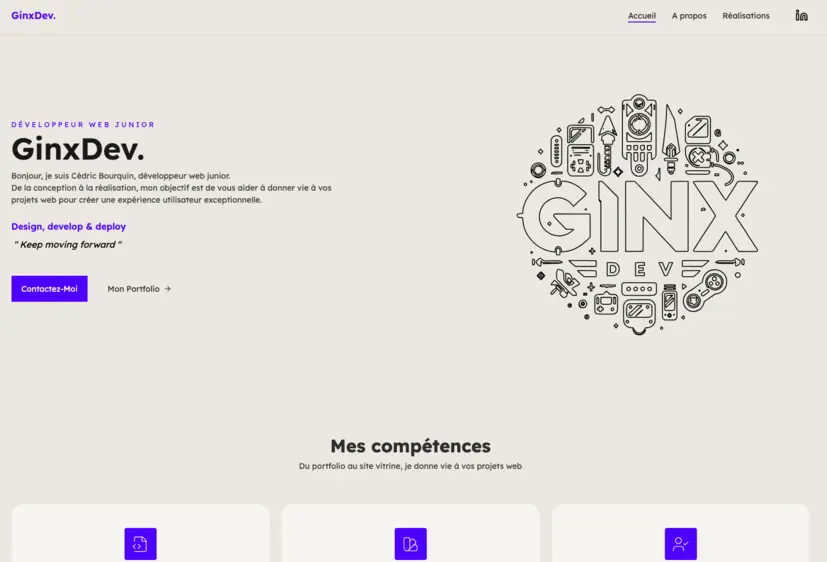 GinxDev.
Accueil
A propos
Réalisations
in
DÉVELOPPEUR WEB JUNIOR
GinxDev.
Bonjour, je suis Cédric Bourquin, développeur web junior.
De la conception à la réalisation, mon objectif est de vous aider à donner vie à vos
projets web pour créer une expérience utilisateur exceptionnelle.
Design, develop & deploy
" Keep moving forward "
Contactez-Moi
Mon Portfolio →
GINX
DEV
Mes compétences
Du portfolio au site vitrine, je donne vie à vos projets web